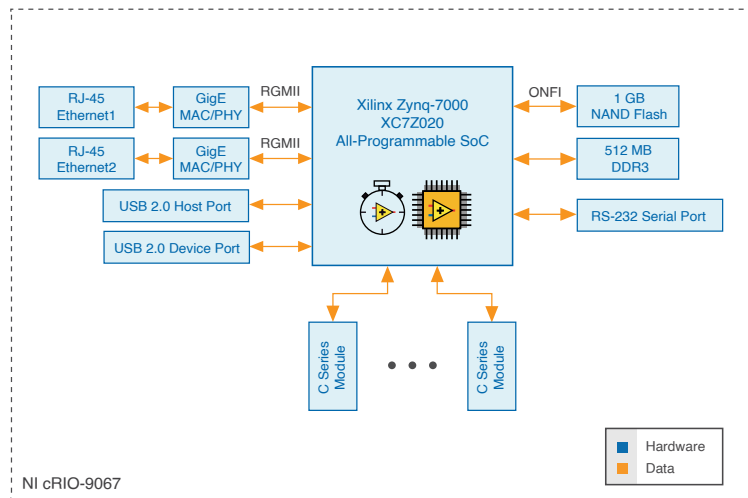 RJ-45
Ethernet1
GigE
MAC/PHY
RGMII
Xilinx Zynq-7000
XC7Z020
All-Programmable SoC
ONFI
1 GB
NAND Flash
RJ-45
Ethernet2
GigE
MAC/PHY
RGMII
512 MB
DDR3
USB 2.0 Host Port
RS-232 Serial Port
USB 2.0 Device Port
C Series
Module
C Series
Module
Hardware
Data
NI cRIO-9067